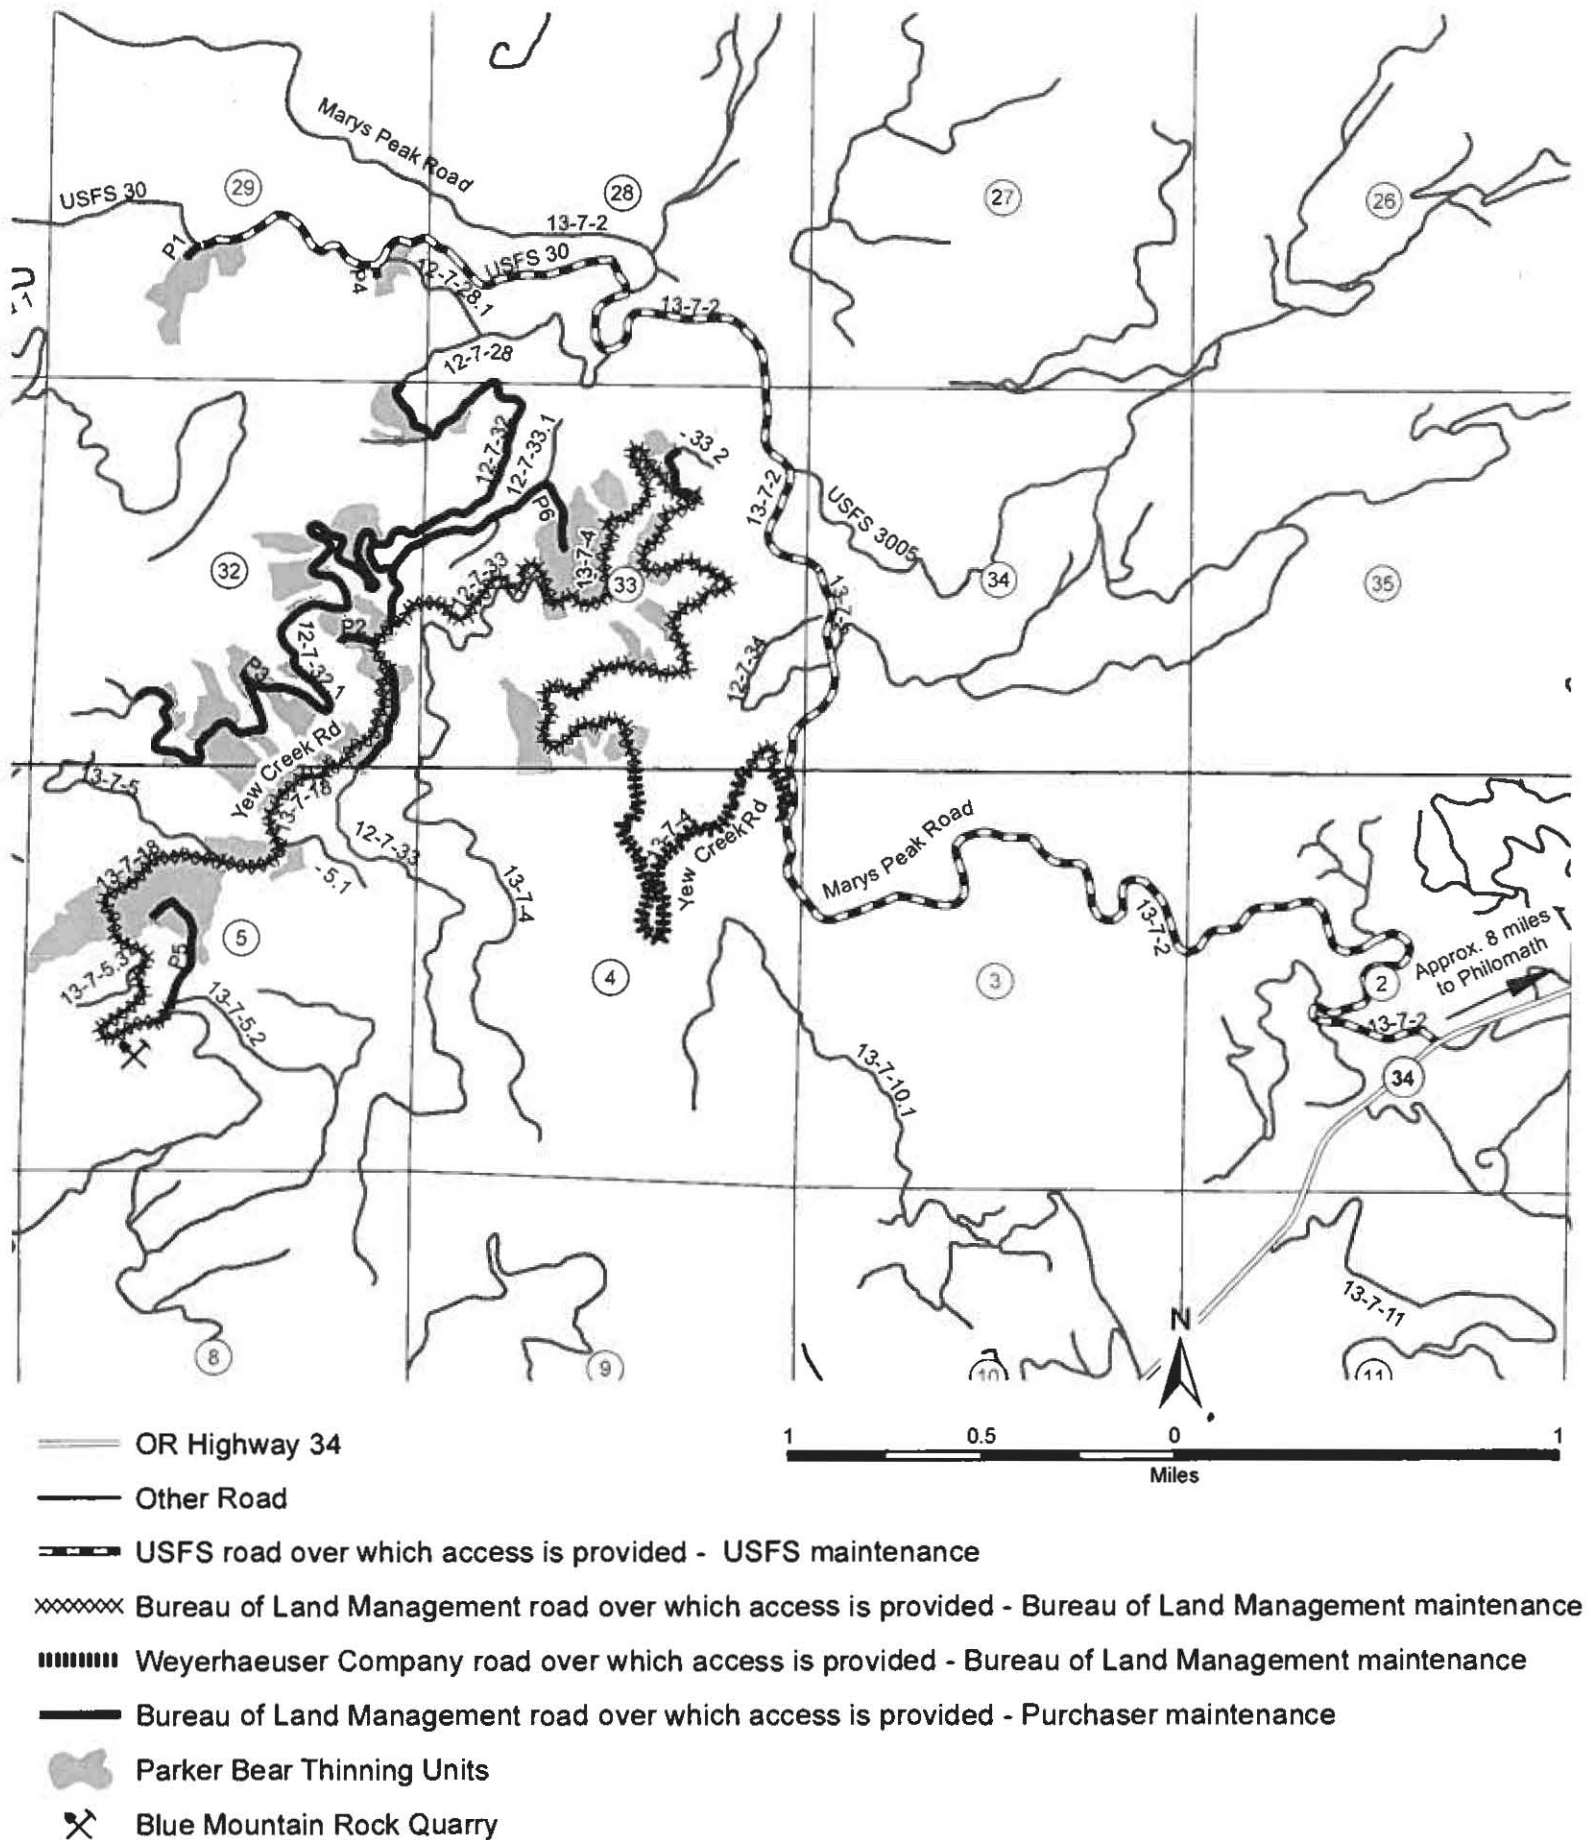 Marys Peak Road
USFS 30
29
28
27
26
13-7-2
P1
USFS 30
P4
12-7-28.1
13-7-2
12-7-28
12-7-32
12-7-33.1
- 33.2
P6
13-7-2
USFS 3005
32
12-7-33
13-7-4
33
34
35
13-7-2
P2
12-7-32.1
P3
12-7-34
Yew Creek Rd
13-7-5
13-7-18
12-7-33
13-7-4
Yew Creek Rd
Marys Peak Road
13-7-18
- 5.1
13-7-4
13-7-2
5
P5
13-7-5.3
13-7-5.2
4
3
2
Approx. 8 miles
to Philomath
13-7-2
34
13-7-10.1
13-7-11
8
9
10
11
N
1 0.5 0 1
Miles
OR Highway 34
Other Road
USFS road over which access is provided - USFS maintenance
Bureau of Land Management road over which access is provided - Bureau of Land Management maintenance
Weyerhaeuser Company road over which access is provided - Bureau of Land Management maintenance
Bureau of Land Management road over which access is provided - Purchaser maintenance
Parker Bear Thinning Units
Blue Mountain Rock Quarry